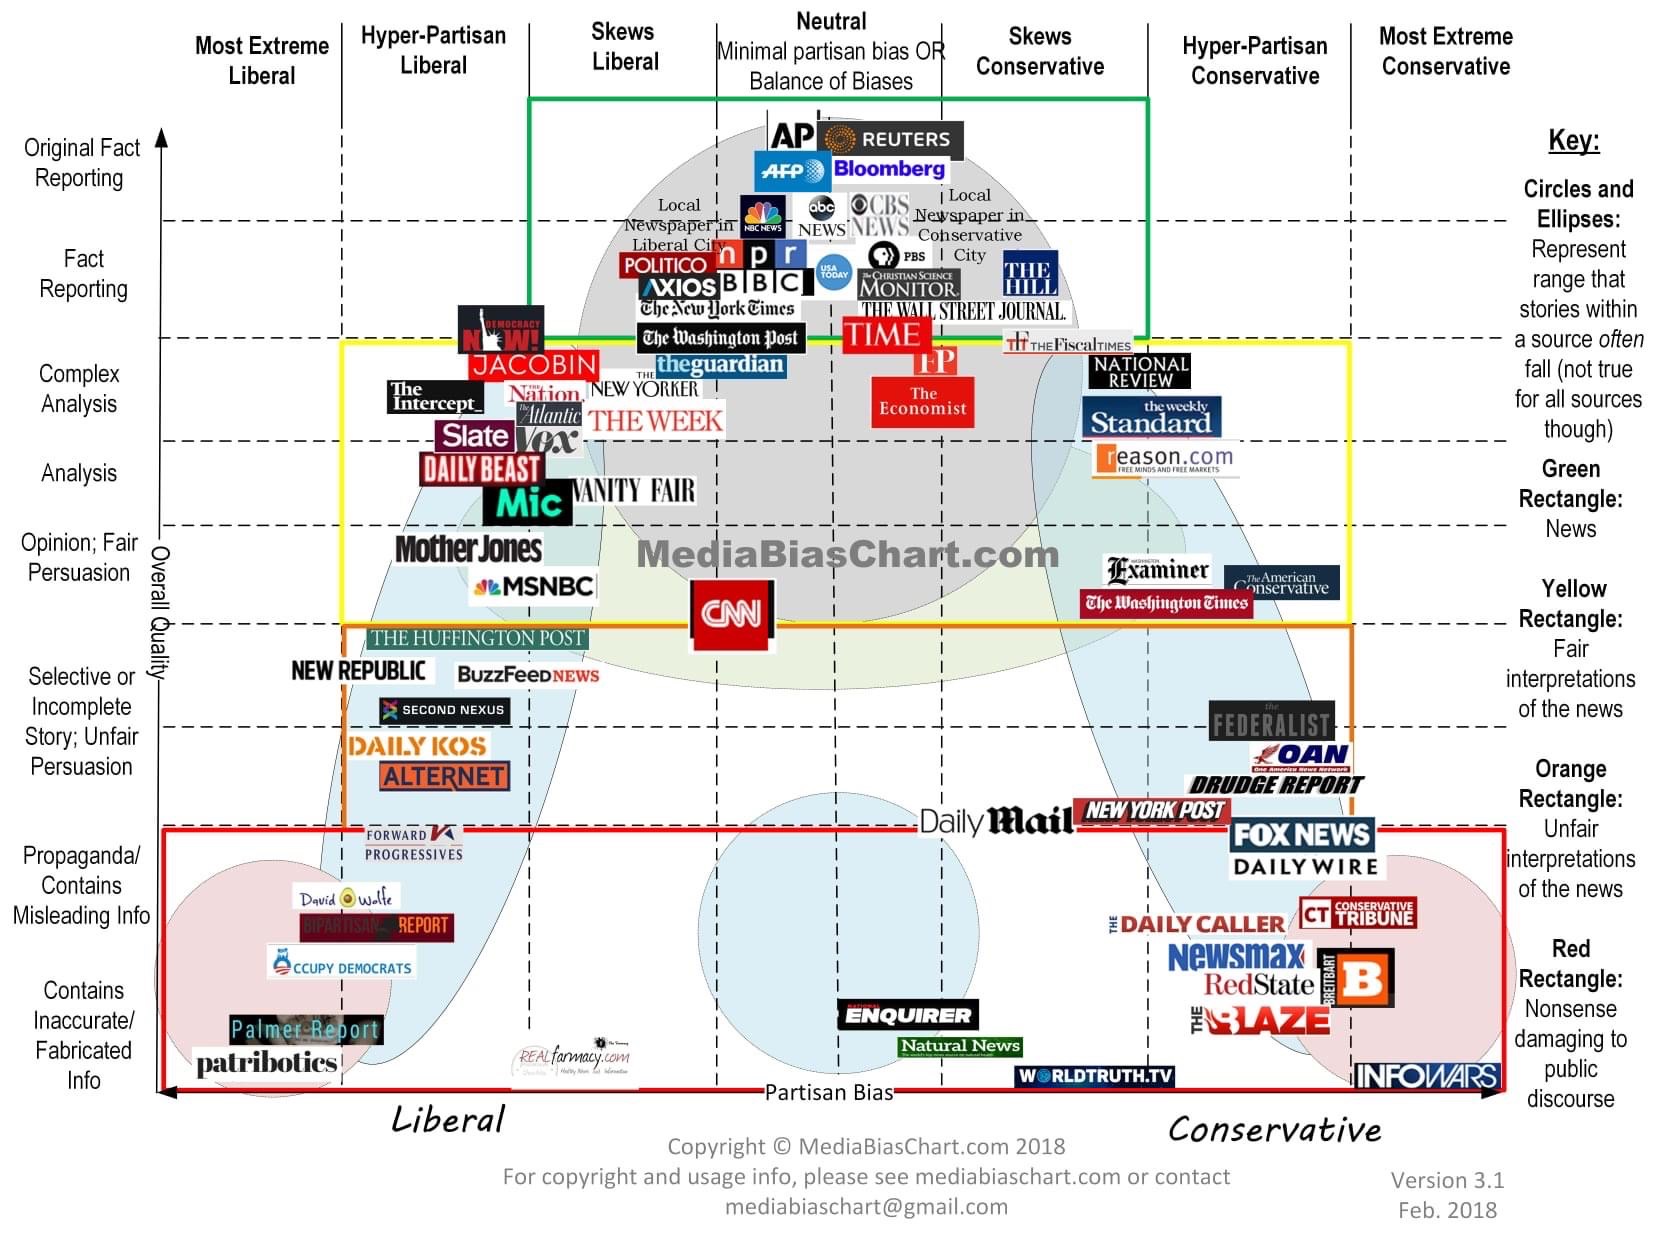 Most Extreme
Liberal
Hyper-Partisan
Liberal
Skews
Liberal
Neutral
Minimal partisan bias OR
Balance of Biases
Skews
Conservative
Hyper-Partisan
Conservative
Most Extreme
Conservative
Original Fact
Reporting
Fact
Reporting
Complex
Analysis
Analysis
Opinion; Fair
Persuasion
Selective or
Incomplete
Story; Unfair
Persuasion
Propaganda/
Contains
Misleading Info
Contains
Inaccurate/
Fabricated
Info
Overall Quality
AP
REUTERS
AFP
Bloomberg
Local
Newspaper in
Liberal City
NBC NEWS
abc
NEWS
CBS
NEWS
Local
Newspaper in
Conservative
City
POLITICO
npr
USA
TODAY
PBS
THE
HILL
AXIOS
BBC
The Christian Science
MONITOR
The New York Times
THE WALL STREET JOURNAL.
DEMOCRACY
NOW!
The Washington Post
TIME
THE FISCAL TIMES
JACOBIN
theguardian
FP
NATIONAL
REVIEW
The
Intercept_
THE
Nation.
THE
NEW YORKER
The
Economist
The
Atlantic
THE WEEK
the weekly
Standard
Slate
Vox
reason.com
FREE MINDS AND FREE MARKETS
DAILY BEAST
Mic
VANITY FAIR
Mother Jones
MediaBiasChart.com
MSNBC
CNN
WASHINGTON
Examiner
The American
Conservative
The Washington Times
THE HUFFINGTON POST
NEW REPUBLIC
BuzzFeed NEWS
SECOND NEXUS
the
FEDERALIST
DAILY KOS
OAN
One America News Network
ALTERNET
DRUDGE REPORT
Daily Mail
NEW YORK POST
FORWARD
PROGRESSIVES
FOX NEWS
DAILY WIRE
David Wolfe
BIPARTISAN REPORT
CT CONSERVATIVE
TRIBUNE
THE DAILY CALLER
OCCUPY DEMOCRATS
Newsmax
RedState
BREITBART
B
THE BLAZE
Palmer Report
patribotics
REALfarmacy.com
Healthy News and Information
NATIONAL
ENQUIRER
Natural News
WORLDTRUTH.TV
INFOWARS
Partisan Bias
Liberal
Conservative
Key:
Circles and
Ellipses:
Represent
range that
stories within
a source often
fall (not true
for all sources
though)
Green
Rectangle:
News
Yellow
Rectangle:
Fair
interpretations
of the news
Orange
Rectangle:
Unfair
interpretations
of the news
Red
Rectangle:
Nonsense
damaging to
public
discourse
Copyright © MediaBiasChart.com 2018
For copyright and usage info, please see mediabiaschart.com or contact
mediabiaschart@gmail.com
Version 3.1
Feb. 2018